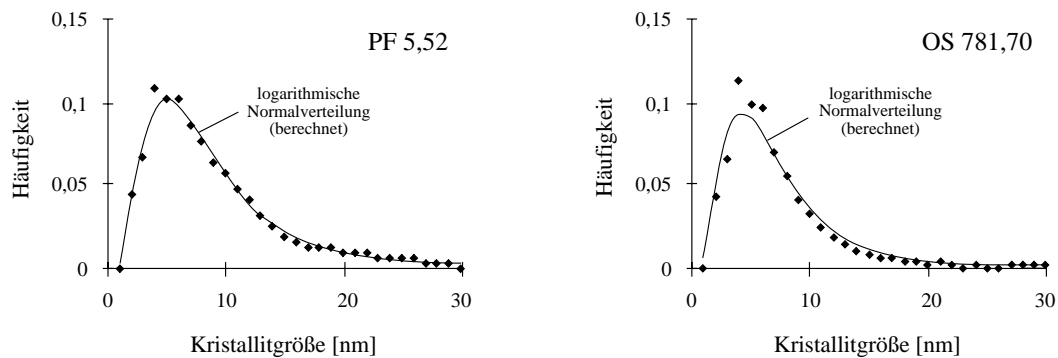 0,15
PF 5,52
0,1
logarithmische
Normalverteilung
(berechnet)
Häufigkeit
0,05
0
0 10 20 30
Kristallitgröße [nm]
0,15
OS 781,70
logarithmische
Normalverteilung
(berechnet)
0,1
Häufigkeit
0,05
0
0 10 20 30
Kristallitgröße [nm]